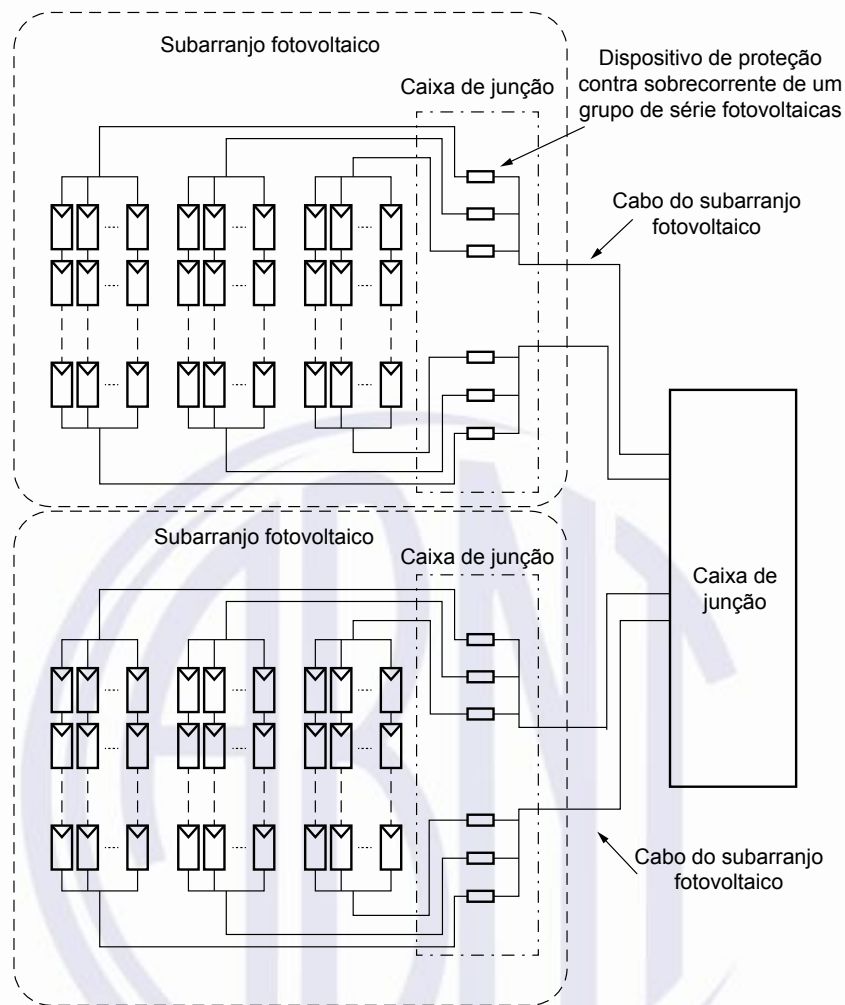 Subarranjo fotovoltaico
Dispositivo de proteção
contra sobrecorrente de um
grupo de série fotovoltaicas
Caixa de junção
Cabo do subarranjo
fotovoltaico
Subarranjo fotovoltaico
Caixa de junção
Caixa de
junção
Cabo do subarranjo
fotovoltaico
ABNT